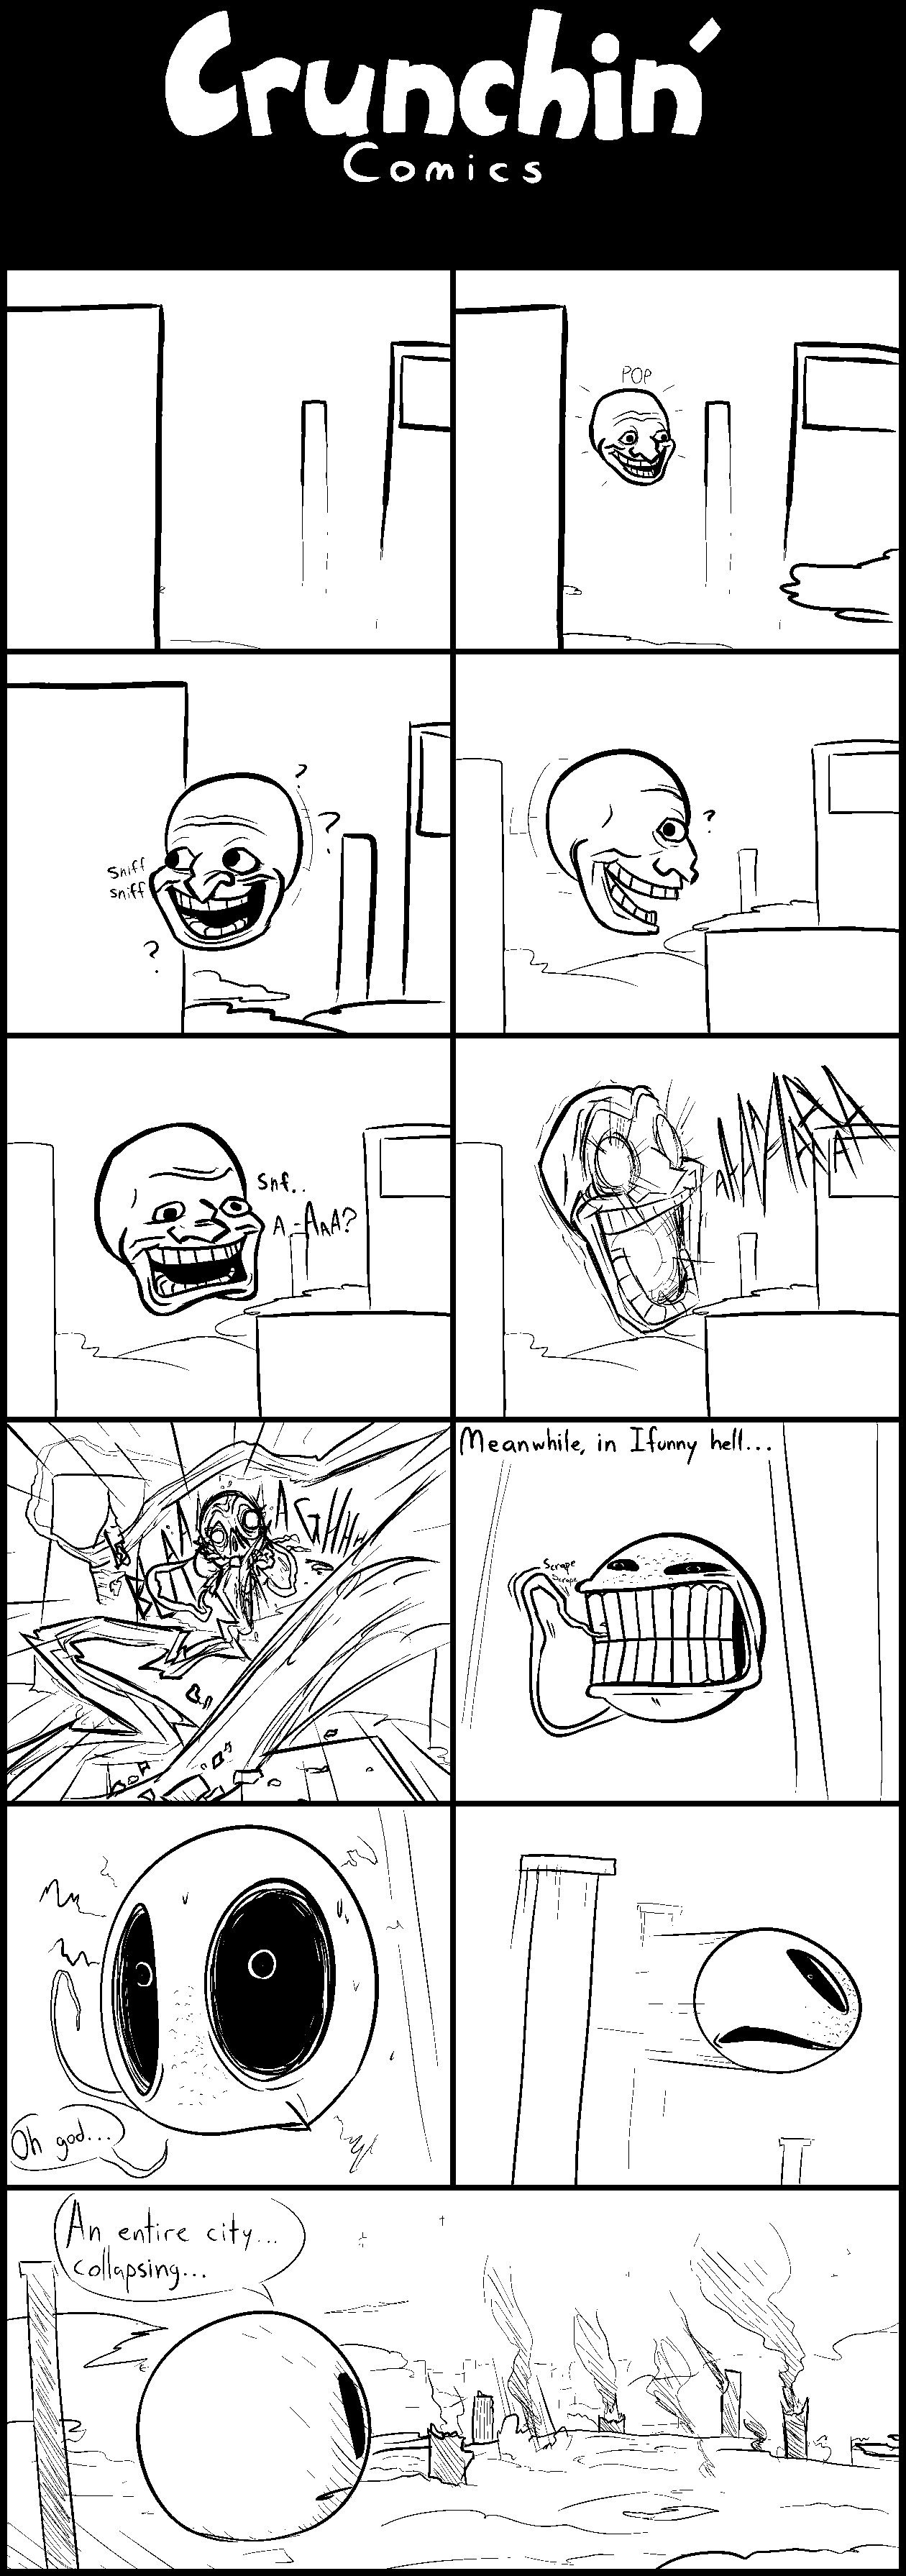 Crunchin'
Comics
POP
?
?
Sniff
sniff
?
?
Snf..
A-AAA?
Meanwhile, in Ifunny hell...
Scrape
Scrape
Oh god...
An entire city...
collapsing...